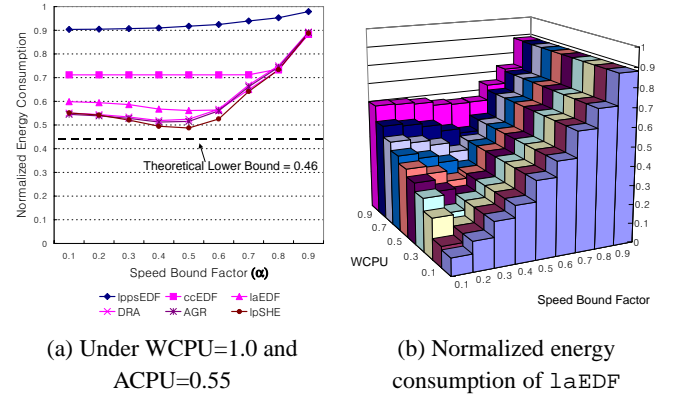 1
0.9
0.8
0.7
0.6
0.5
0.4
0.3
0.2
0.1
0
Normalized Energy Consumption
Theoretical Lower Bound = 0.46
0.1 0.2 0.3 0.4 0.5 0.6 0.7 0.8 0.9
Speed Bound Factor (α)
lppsEDF ccEDF laEDF
DRA AGR lpSHE
(a) Under WCPU=1.0 and
ACPU=0.55
1
0.9
0.8
0.7
0.6
0.5
0.4
0.3
0.2
0.1
0
0.9
0.7
0.5
0.3
0.1
WCPU
0.1 0.2 0.3 0.4 0.5 0.6 0.7 0.8 0.9
Speed Bound Factor
(b) Normalized energy
consumption of laEDF